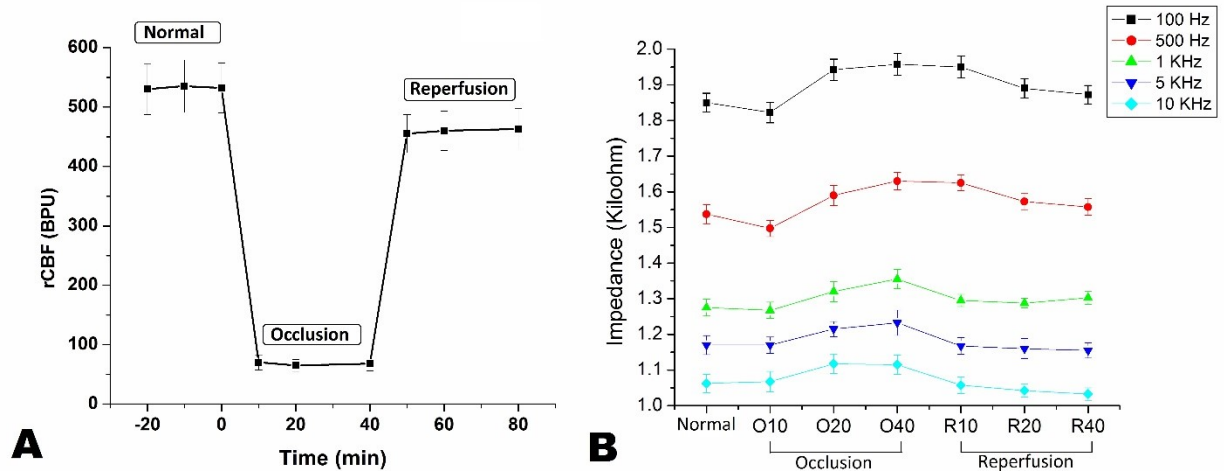 Normal
600
500
400
300
200
100
0
rCBF (BPU)
Reperfusion
Occlusion
-20 0 20 40 60 80
Time (min)
A
100 Hz
500 Hz
1 KHz
5 KHz
10 KHz
2.0
1.9
1.8
1.7
1.6
1.5
1.4
1.3
1.2
1.1
1.0
Impedance (Kiloohm)
Normal O10 O20 O40 R10 R20 R40
Occlusion Reperfusion
B